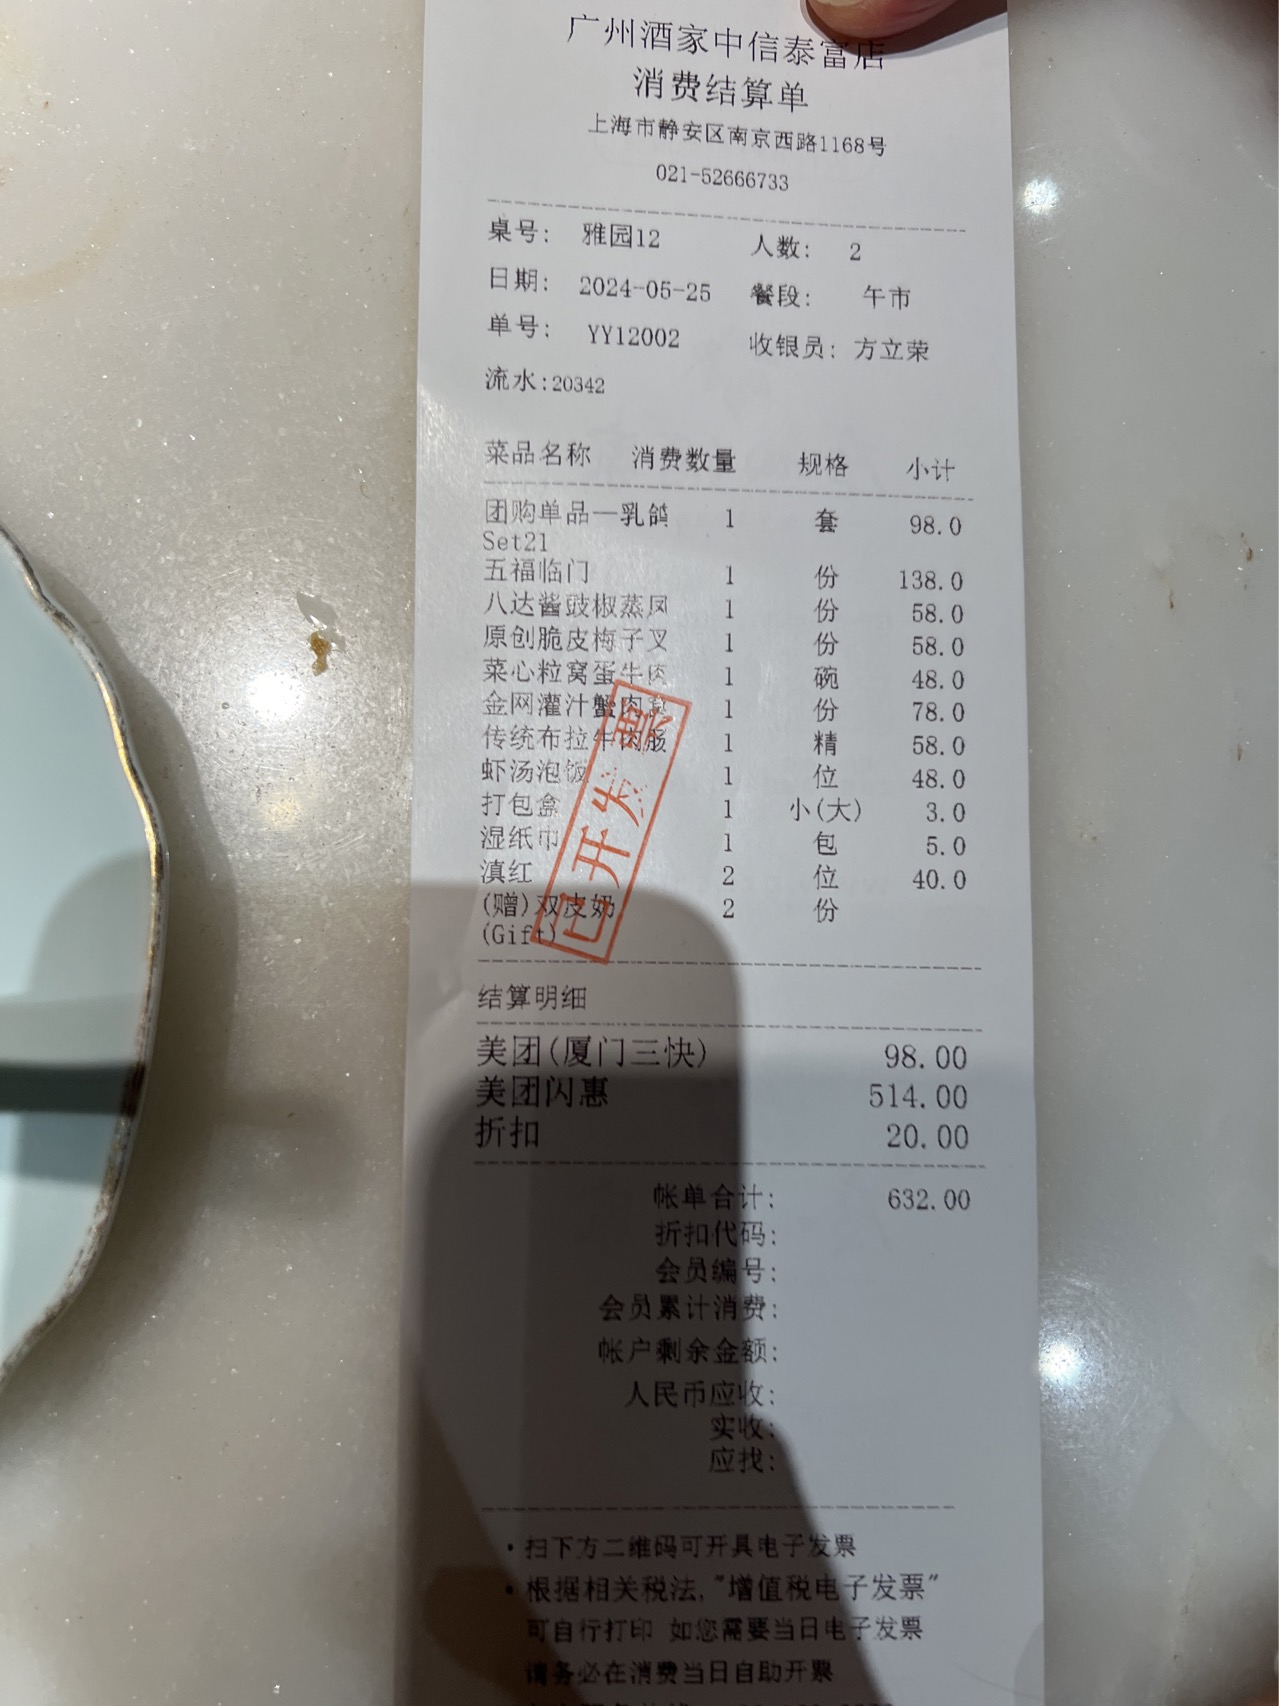 广州酒家中信泰富店
消费结算单
上海市静安区南京西路1168号
021-52666733
桌号: 雅园12 人数: 2
日期: 2024-05-25 餐段: 午市
单号: YY12002 收银员: 方立荣
流水:20342
菜品名称 消费数量 规格 小计
团购单品—乳鸽 1 套 98.0
Set21
五福临门 1 份 138.0
八达酱豉椒蒸凤 1 份 58.0
原创脆皮梅子叉 1 份 58.0
菜心粒窝蛋牛肉 1 碗 48.0
金网灌汁蟹肉 1 份 78.0
传统布拉牛肉肠 1 精 58.0
虾汤泡饭 1 位 48.0
打包盒 1 小(大) 3.0
湿纸巾 1 包 5.0
滇红 2 位 40.0
(赠)双皮奶 2 份
(Gift)
已开发票
结算明细
美团(厦门三快) 98.00
美团闪惠 514.00
折扣 20.00
帐单合计: 632.00
折扣代码:
会员编号:
会员累计消费:
帐户剩余金额:
人民币应收:
实收:
应找:
·扫下方二维码可开具电子发票
·根据相关税法,"增值税电子发票"
可自行打印 如您需要当日电子发票
请务必在消费当日自助开票